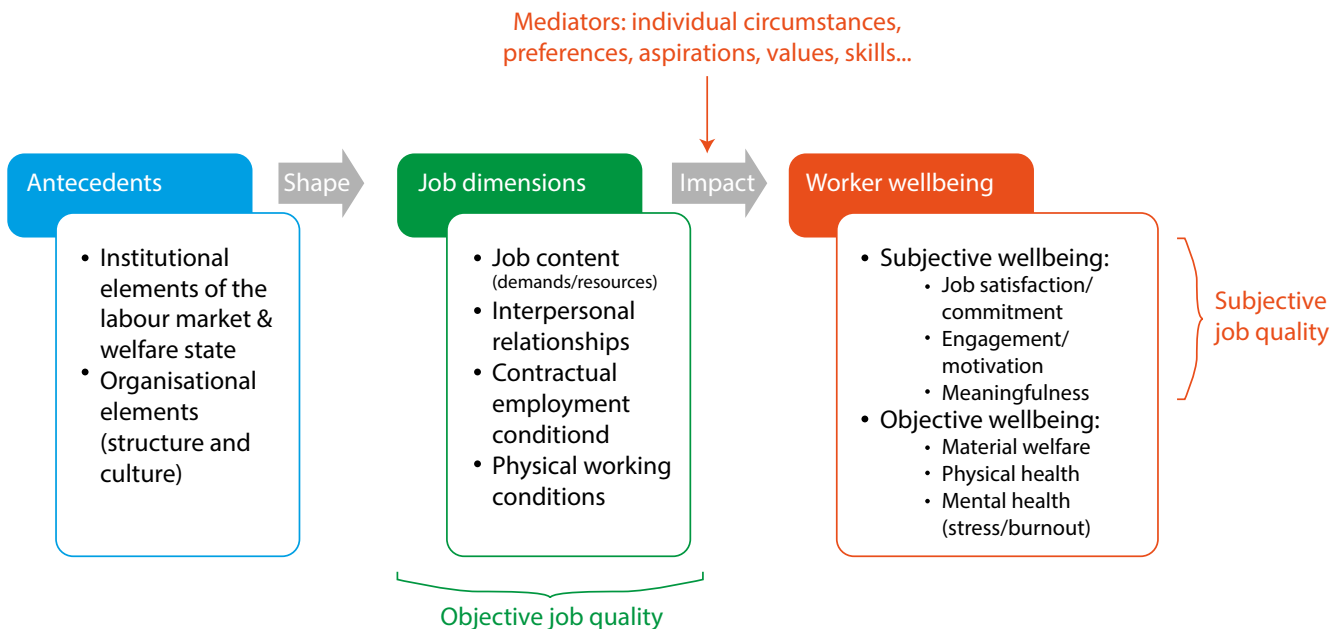 Mediators: individual circumstances,
preferences, aspirations, values, skills...
Antecedents
Shape
Job dimensions
Impact
Worker wellbeing
• Institutional
elements of the
labour market &
welfare state
• Organisational
elements
(structure and
culture)
• Job content
(demands/resources)
• Interpersonal
relationships
• Contractual
employment
conditiond
• Physical working
conditions
• Subjective wellbeing:
• Job satisfaction/
commitment
• Engagement/
motivation
• Meaningfulness
• Objective wellbeing:
• Material welfare
• Physical health
• Mental health
(stress/burnout)
Subjective
job quality
Objective job quality